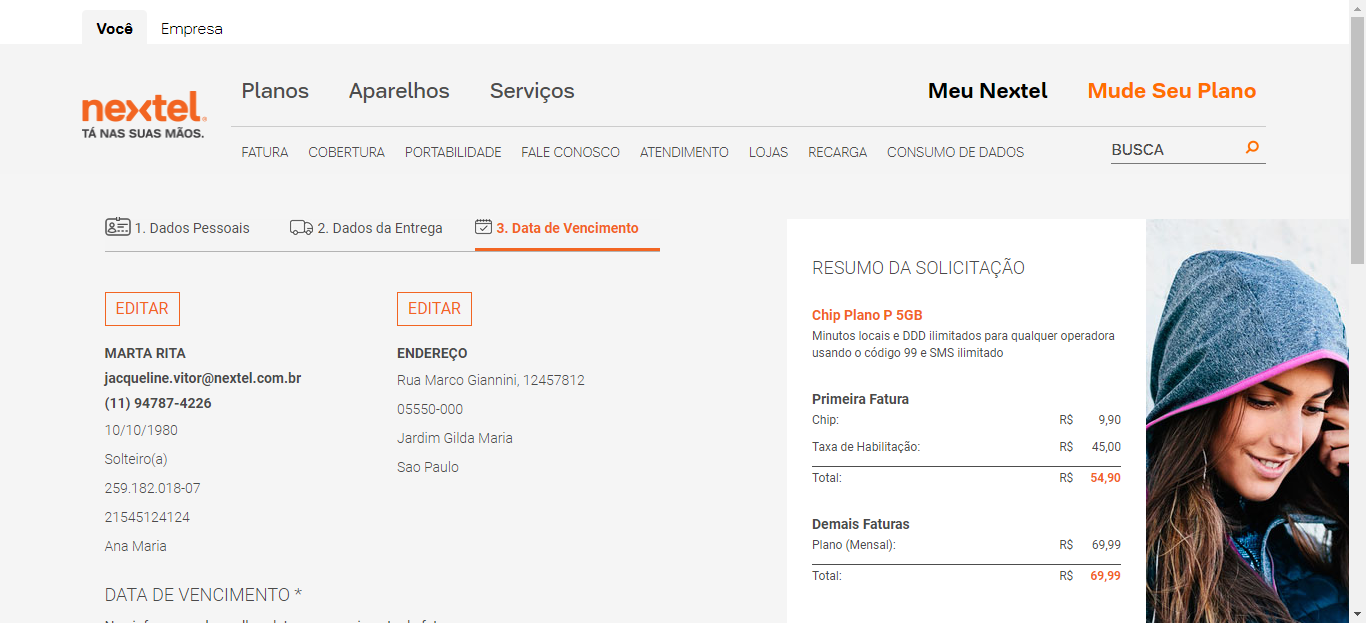 Você Empresa
nextel
TÁ NAS SUAS MÃOS.
Planos Aparelhos Serviços Meu Nextel Mude Seu Plano
FATURA COBERTURA PORTABILIDADE FALE CONOSCO ATENDIMENTO LOJAS RECARGA CONSUMO DE DADOS BUSCA
1. Dados Pessoais 2. Dados da Entrega 3. Data de Vencimento
EDITAR
MARTA RITA
jacqueline.vitor@nextel.com.br
(11) 94787-4226
10/10/1980
Solteiro(a)
259.182.018-07
21545124124
Ana Maria
EDITAR
ENDEREÇO
Rua Marco Giannini, 12457812
05550-000
Jardim Gilda Maria
Sao Paulo
DATA DE VENCIMENTO *
RESUMO DA SOLICITAÇÃO
Chip Plano P 5GB
Minutos locais e DDD ilimitados para qualquer operadora
usando o código 99 e SMS ilimitado
Primeira Fatura
Chip: R$ 9,90
Taxa de Habilitação: R$ 45,00
Total: R$ 54,90
Demais Faturas
Plano (Mensal): R$ 69,99
Total: R$ 69,99